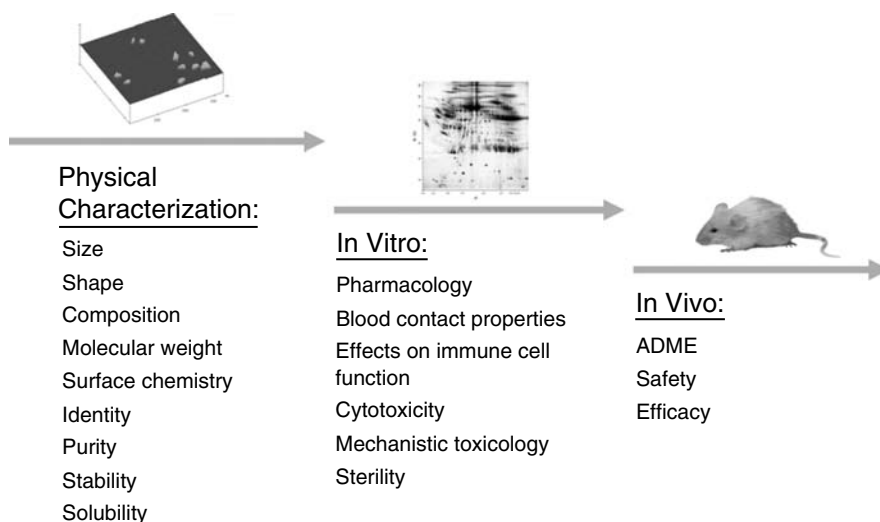 Physical
Characterization:
Size
Shape
Composition
Molecular weight
Surface chemistry
Identity
Purity
Stability
Solubility
In Vitro:
Pharmacology
Blood contact properties
Effects on immune cell
function
Cytotoxicity
Mechanistic toxicology
Sterility
In Vivo:
ADME
Safety
Efficacy